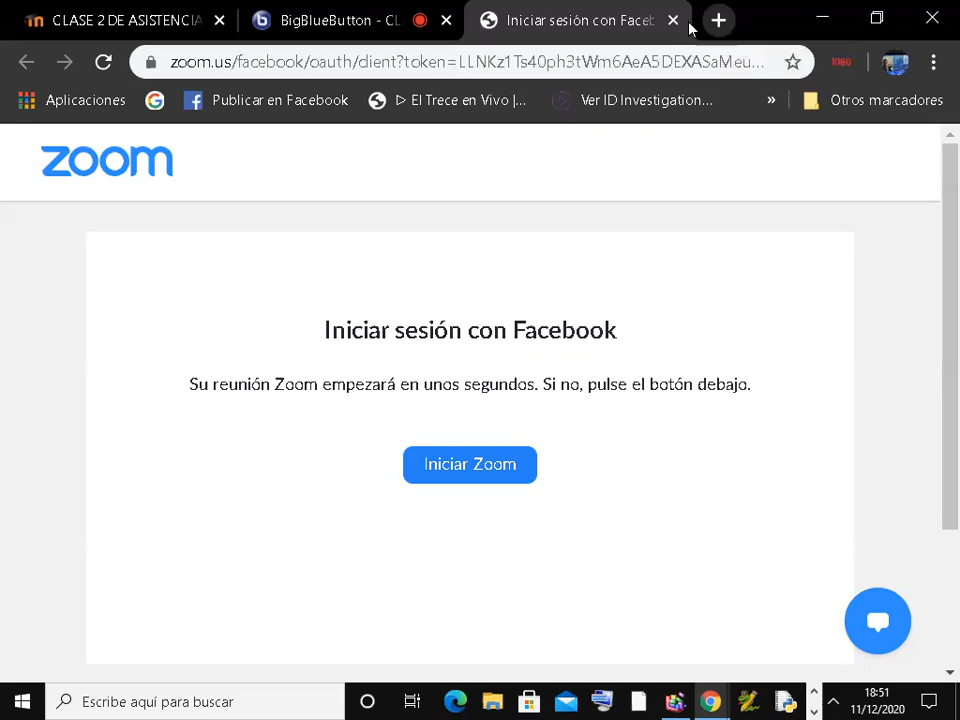 CLASE 2 DE ASISTENCIA
BigBlueButton - CL
Iniciar sesión con Faceb
zoom.us/facebook/oauth/client?token=LLNKz1Ts40ph3tWm6AeA5DEXASaMeu...
Aplicaciones
Publicar en Facebook
▷ El Trece en Vivo |...
Ver ID Investigation...
»
Otros marcadores
zoom
Iniciar sesión con Facebook
Su reunión Zoom empezará en unos segundos. Si no, pulse el botón debajo.
Iniciar Zoom
Escribe aquí para buscar
18:51
11/12/2020